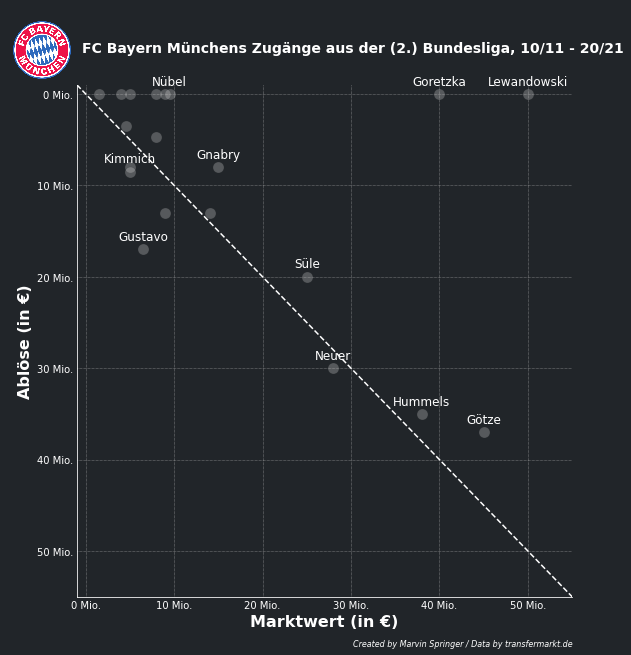 FC BAYERN
MÜNCHEN
FC Bayern Münchens Zugänge aus der (2.) Bundesliga, 10/11 - 20/21
Nübel
Goretzka
Lewandowski
0 Mio.
Kimmich
Gnabry
10 Mio.
Gustavo
Süle
20 Mio.
Neuer
30 Mio.
Hummels
Götze
40 Mio.
50 Mio.
Ablöse (in €)
0 Mio.
10 Mio.
20 Mio.
30 Mio.
40 Mio.
50 Mio.
Marktwert (in €)
Created by Marvin Springer / Data by transfermarkt.de